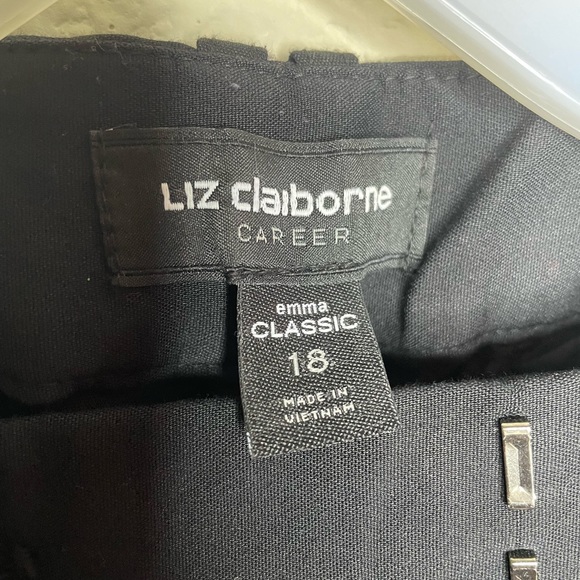 LIZ claiborne
CAREER
emma
CLASSIC
18
MADE IN
VIETNAM